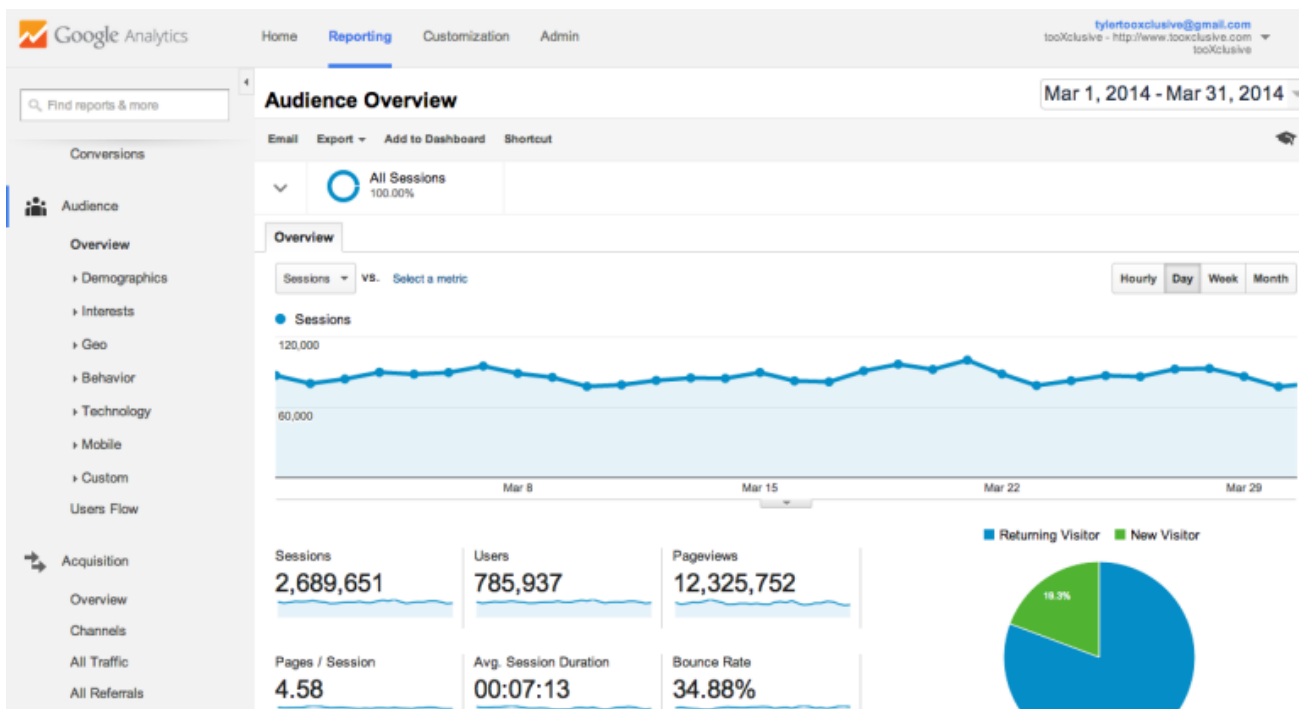 Google Analytics
Home Reporting Customization Admin
tylertooxclusive@gmail.com
tooXclusive - http://www.tooxclusive.com
tooXclusive
Find reports & more
Conversions
Audience
Overview
Demographics
Interests
Geo
Behavior
Technology
Mobile
Custom
Users Flow
Acquisition
Overview
Channels
All Traffic
All Referrals
Audience Overview
Mar 1, 2014 - Mar 31, 2014
Email Export Add to Dashboard Shortcut
All Sessions
100.00%
Overview
Sessions VS. Select a metric
Hourly Day Week Month
Sessions
120,000
60,000
Mar 8 Mar 15 Mar 22 Mar 29
Returning Visitor New Visitor
19.3%
Sessions
2,689,651
Users
785,937
Pageviews
12,325,752
Pages / Session
4.58
Avg. Session Duration
00:07:13
Bounce Rate
34.88%